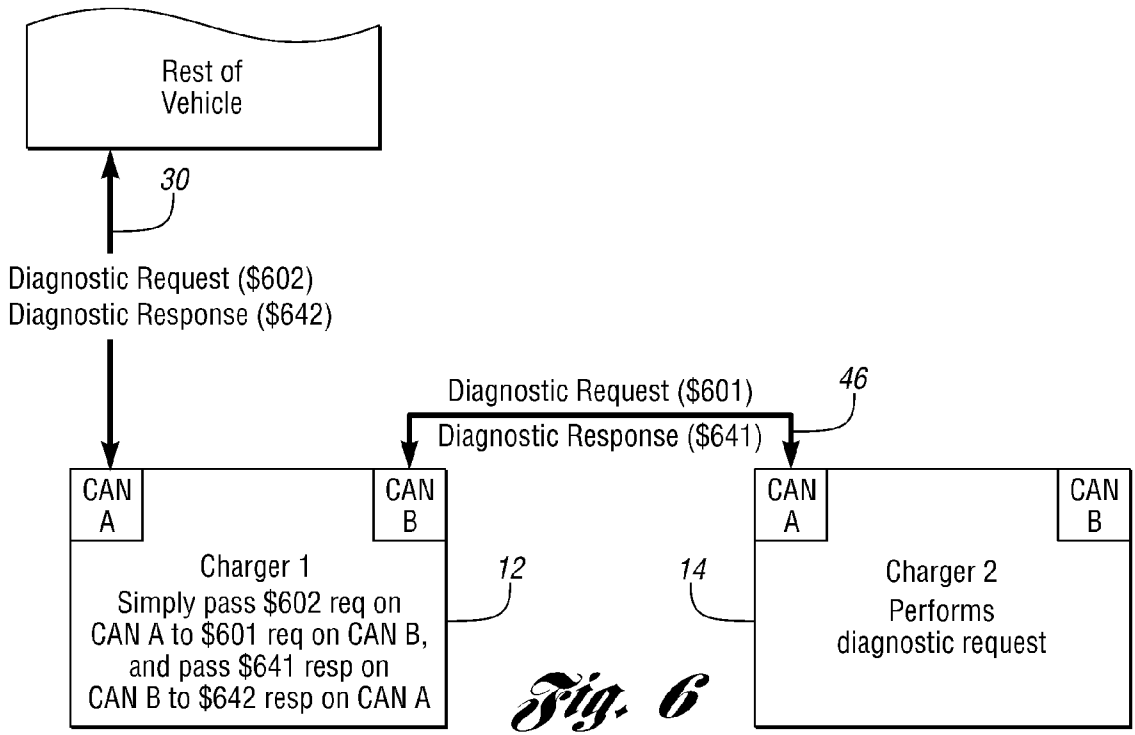 Rest of
Vehicle
30
Diagnostic Request ($602)
Diagnostic Response ($642)
Diagnostic Request ($601)
Diagnostic Response ($641)
46
CAN
A
CAN
B
Charger 1
Simply pass $602 req on
CAN A to $601 req on CAN B,
and pass $641 resp on
CAN B to $642 resp on CAN A
12
14
CAN
A
CAN
B
Charger 2
Performs
diagnostic request
Fig. 6